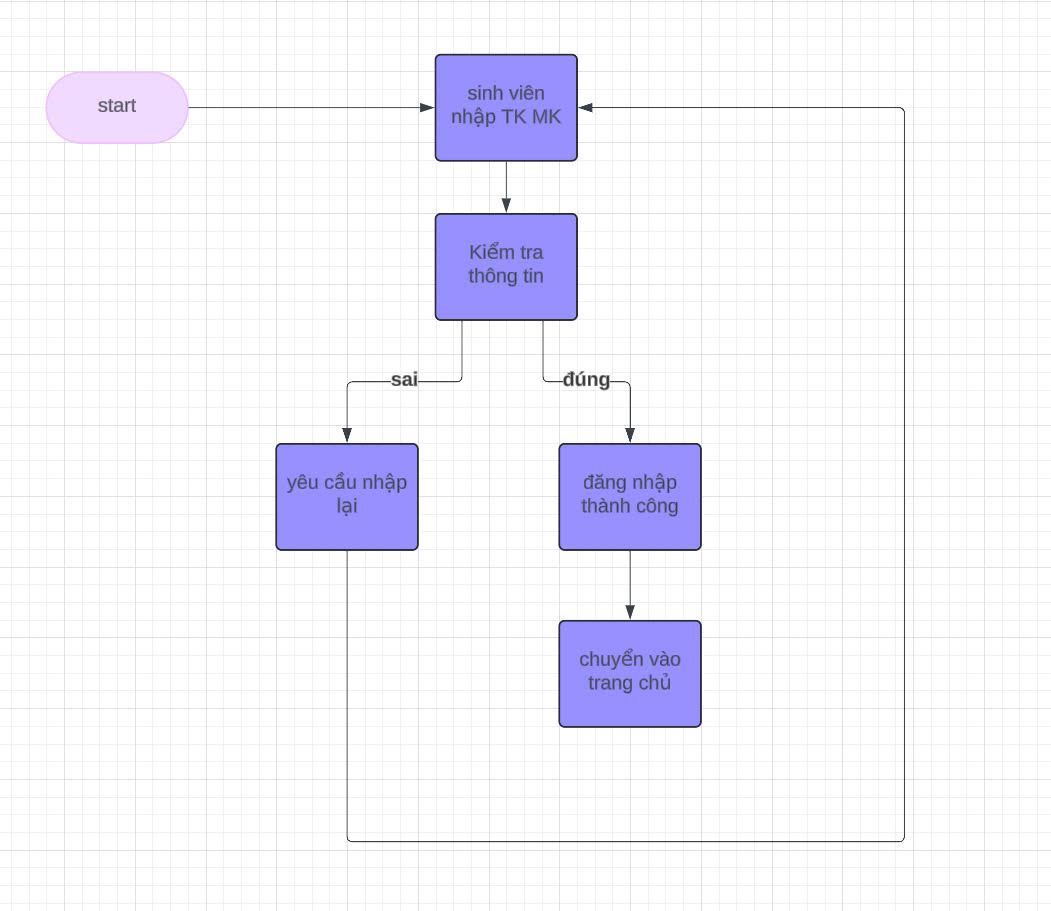 start
sinh viên
nhập TK MK
Kiểm tra
thông tin
sai
đúng
yêu cầu nhập
lại
đăng nhập
thành công
chuyển vào
trang chủ